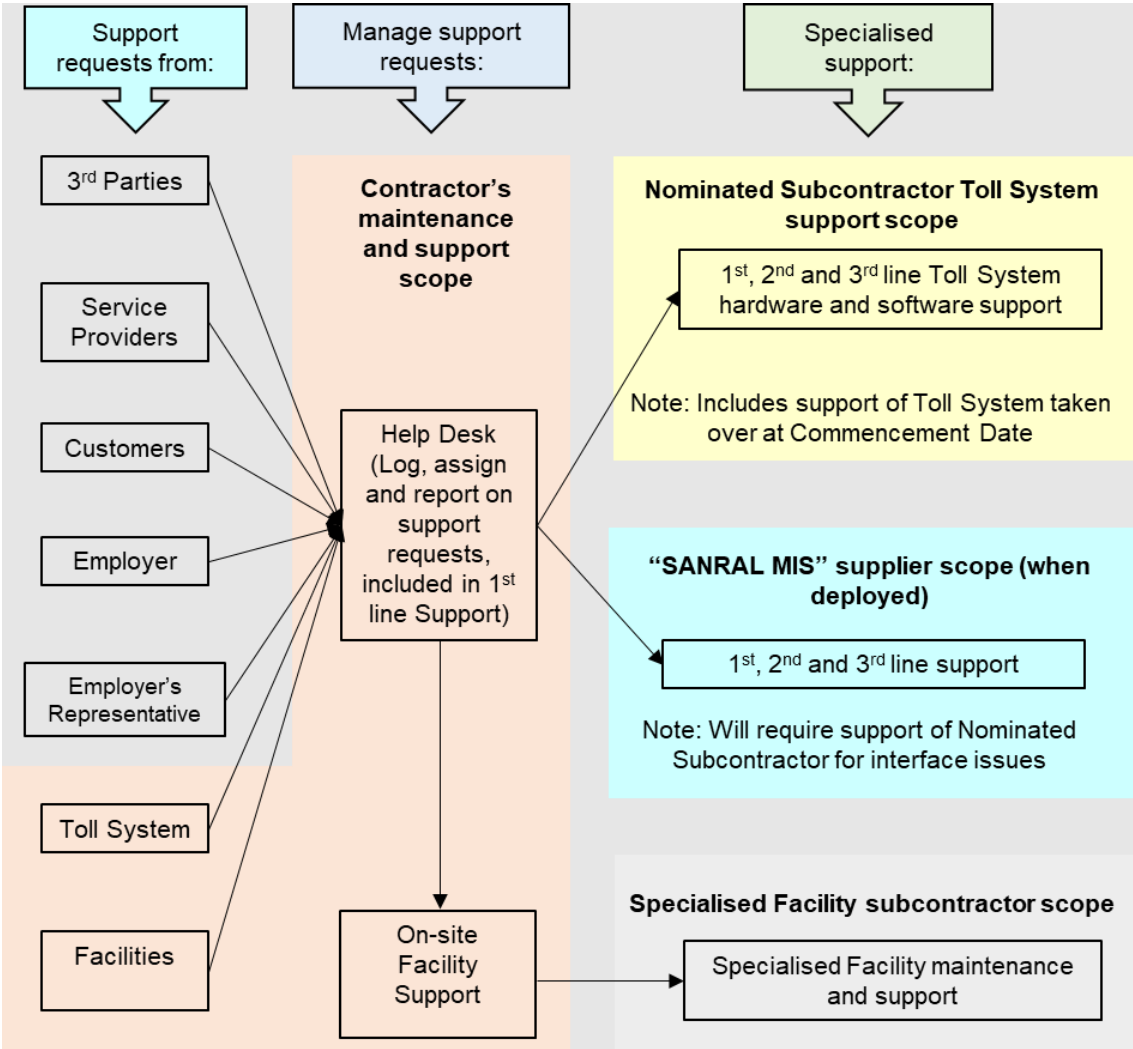 Support
requests from:
Manage support
requests:
Specialised
support:
3rd Parties
Service
Providers
Customers
Employer
Employer’s
Representative
Toll System
Facilities
Contractor’s
maintenance
and support
scope
Help Desk
(Log, assign
and report on
support
requests,
included in 1st
line Support)
On-site
Facility
Support
Nominated Subcontractor Toll System
support scope
1st, 2nd and 3rd line Toll System
hardware and software support
Note: Includes support of Toll System taken
over at Commencement Date
“SANRAL MIS” supplier scope (when
deployed)
1st, 2nd and 3rd line support
Note: Will require support of Nominated
Subcontractor for interface issues
Specialised Facility subcontractor scope
Specialised Facility maintenance
and support